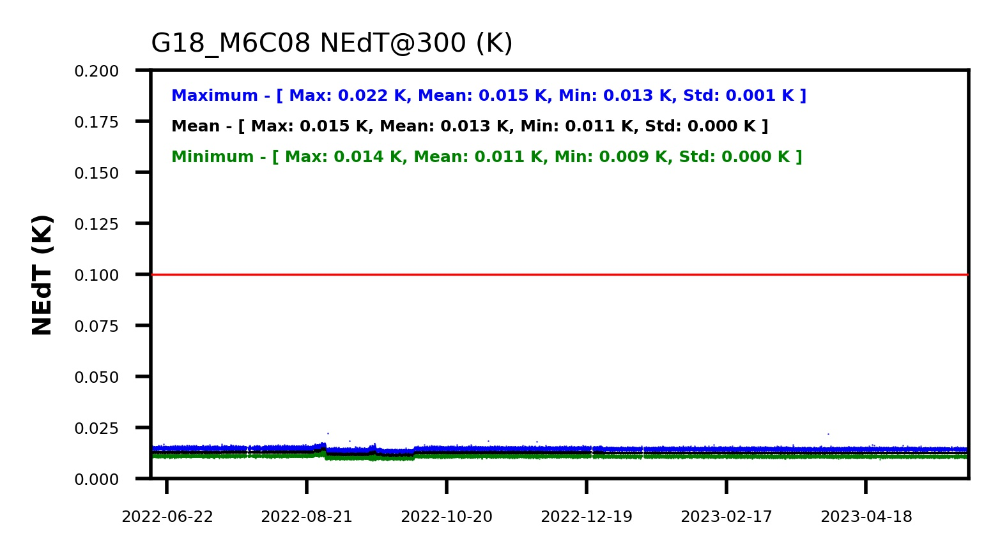 G18_M6C08 NEdT@300 (K)
0.200
Maximum - [ Max: 0.022 K, Mean: 0.015 K, Min: 0.013 K, Std: 0.001 K ]
0.175
Mean - [ Max: 0.015 K, Mean: 0.013 K, Min: 0.011 K, Std: 0.000 K ]
Minimum - [ Max: 0.014 K, Mean: 0.011 K, Min: 0.009 K, Std: 0.000 K ]
0.150
0.125
NEdT (K)
0.100
0.075
0.050
0.025
0.000
2022-06-22 2022-08-21 2022-10-20 2022-12-19 2023-02-17 2023-04-18